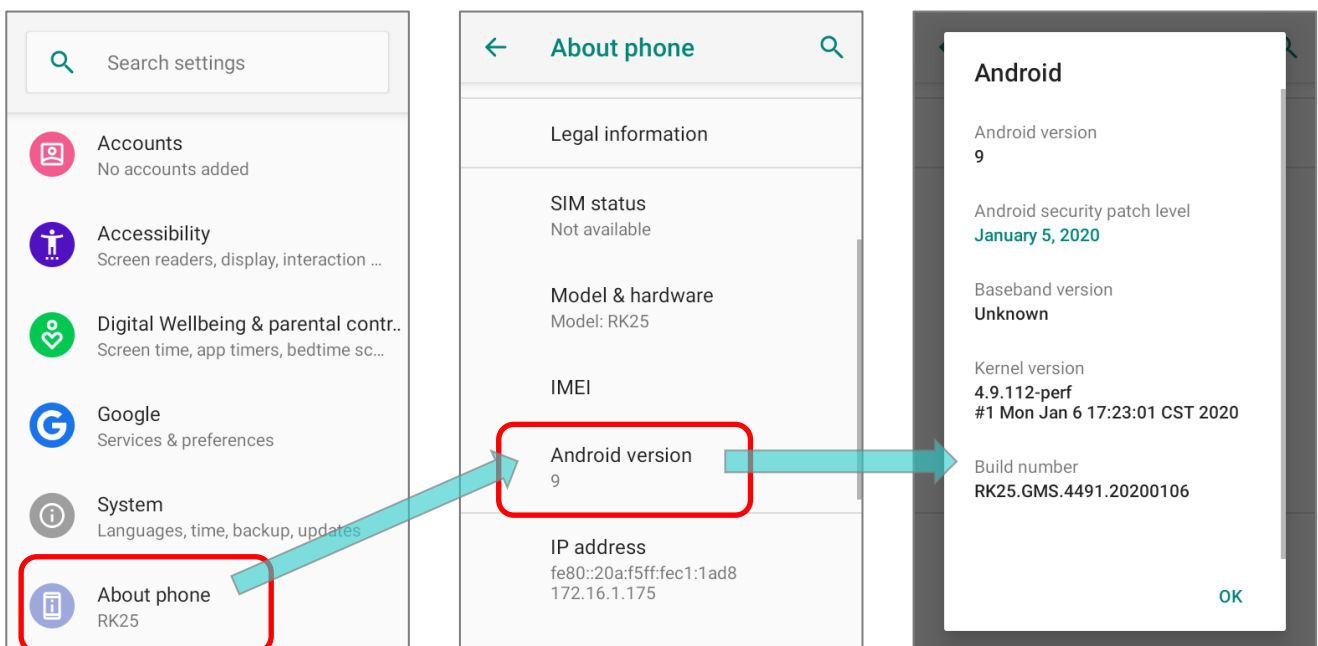 Search settings
Accounts
No accounts added
Accessibility
Screen readers, display, interaction ...
Digital Wellbeing & parental contr..
Screen time, app timers, bedtime sc...
Google
Services & preferences
System
Languages, time, backup, updates
About phone
RK25
About phone
Legal information
SIM status
Not available
Model & hardware
Model: RK25
IMEI
Android version
9
IP address
fe80::20a:f5ff:fec1:1ad8
172.16.1.175
Android
Android version
9
Android security patch level
January 5, 2020
Baseband version
Unknown
Kernel version
4.9.112-perf
#1 Mon Jan 6 17:23:01 CST 2020
Build number
RK25.GMS.4491.20200106
OK